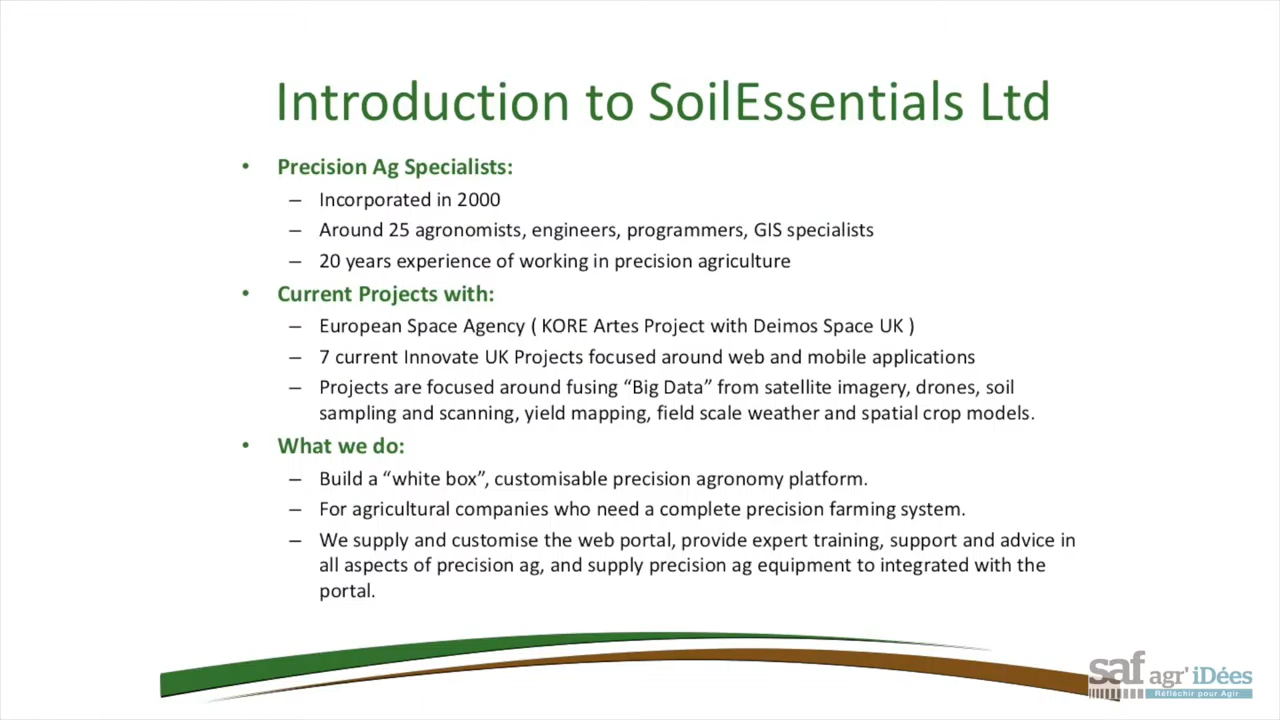 Introduction to SoilEssentials Ltd
• Precision Ag Specialists:
– Incorporated in 2000
– Around 25 agronomists, engineers, programmers, GIS specialists
– 20 years experience of working in precision agriculture
• Current Projects with:
– European Space Agency ( KORE Artes Project with Deimos Space UK )
– 7 current Innovate UK Projects focused around web and mobile applications
– Projects are focused around fusing “Big Data” from satellite imagery, drones, soil
sampling and scanning, yield mapping, field scale weather and spatial crop models.
• What we do:
– Build a “white box”, customisable precision agronomy platform.
– For agricultural companies who need a complete precision farming system.
– We supply and customise the web portal, provide expert training, support and advice in
all aspects of precision ag, and supply precision ag equipment to integrated with the
portal.
saf agr'iDées
Réfléchir pour Agir